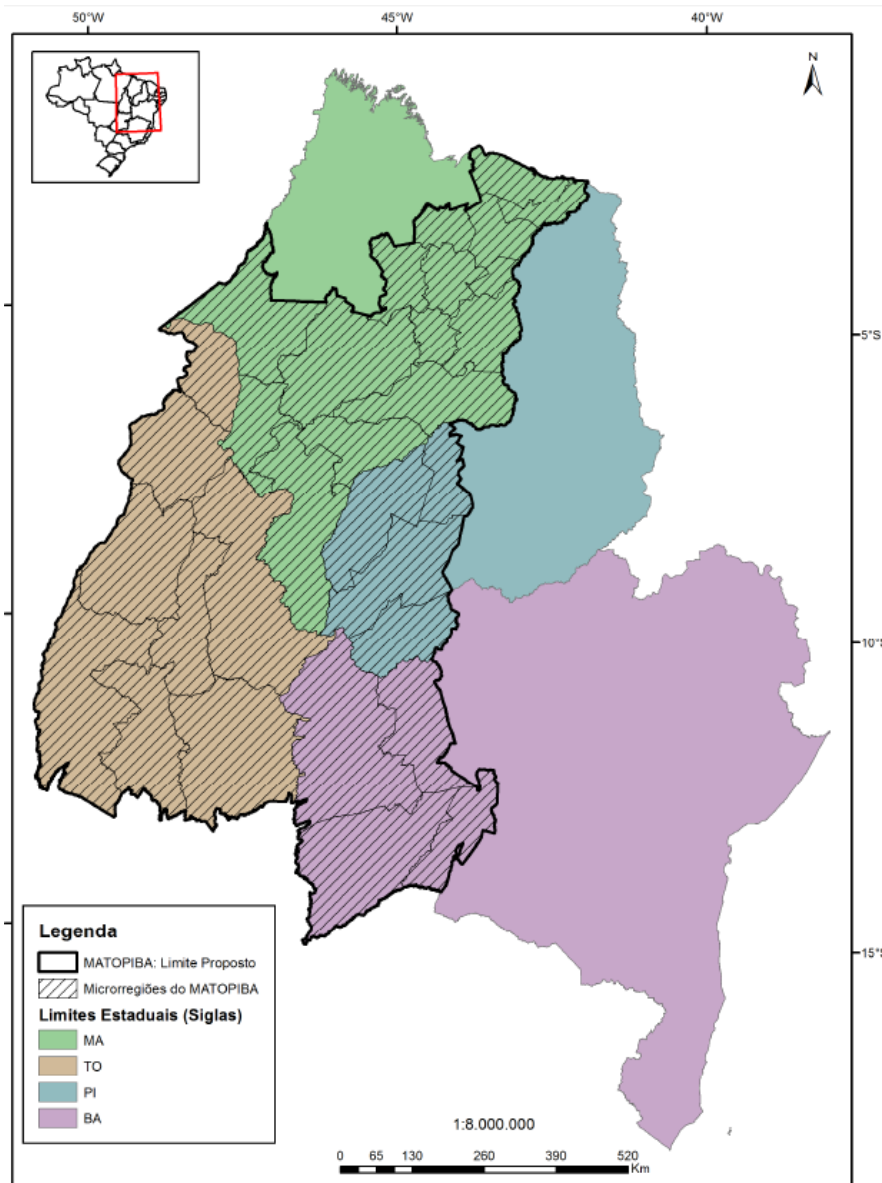 50°W 45°W 40°W
N
5°S
10°S
15°S
Legenda
MATOPIBA: Limite Proposto
Microrregiões do MATOPIBA
Limites Estaduais (Siglas)
MA
TO
PI
BA
1:8.000.000
0 65 130 260 390 520
Km